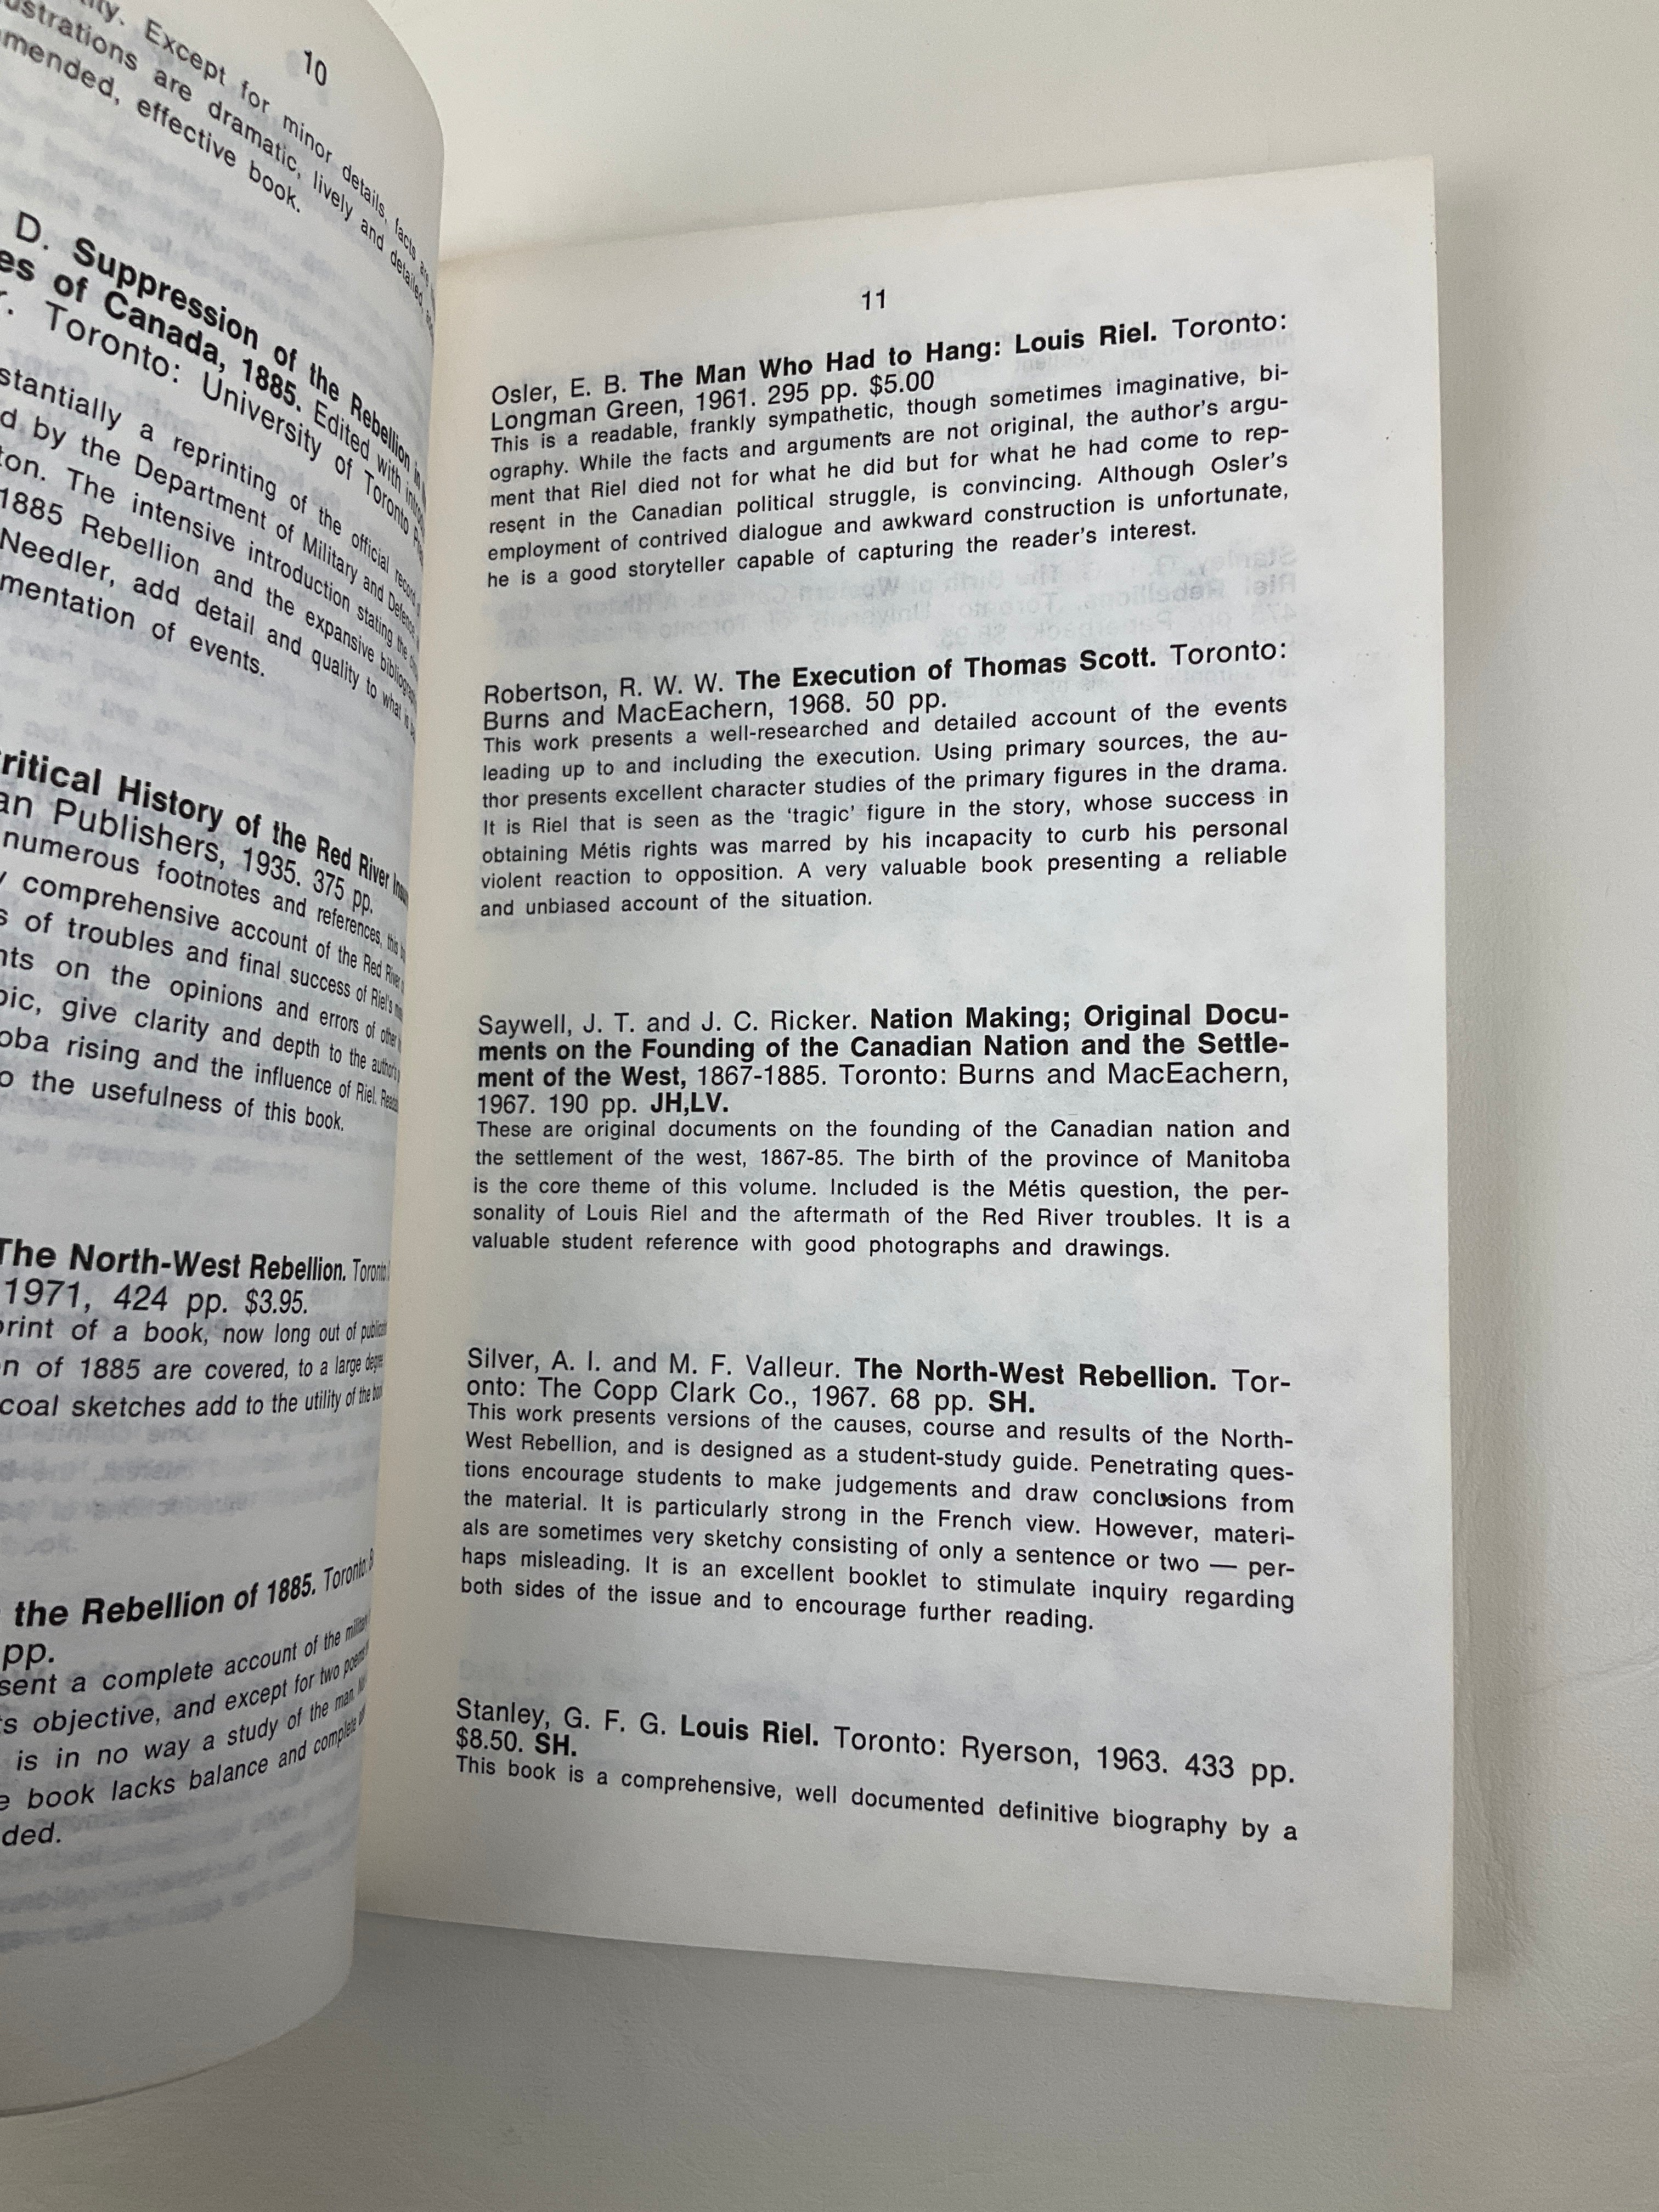 10
ity. Except for minor details, facts are
ustrations are dramatic, lively and detailed,
mended, effective book.
D. Suppression of the Rebellion in
es of Canada, 1885. Edited with
r. Toronto: University of Toronto
stantially a reprinting of the official record
d by the Department of Military and Defence,
ton. The intensive introduction stating the
1885 Rebellion and the expansive
Needler, add detail and quality to what is
mentation of events.
ritical History of the Red River
an Publishers, 1935. 375 pp.
numerous footnotes and references, this
y comprehensive account of the Red River
s of troubles and final success of Riel's
nts on the opinions and errors of other
pic, give clarity and depth to the author's
oba rising and the influence of Riel.
o the usefulness of this book.
The North-West Rebellion. Toronto
1971, 424 pp. $3.95.
print of a book, now long out of
n of 1885 are covered, to a large degree
coal sketches add to the utility of the
the Rebellion of 1885. Toronto.
pp.
sent a complete account of the
s objective, and except for two poems
is in no way a study of the man.
e book lacks balance and
ded.
11
Osler, E. B. The Man Who Had to Hang: Louis Riel. Toronto:
Longman Green, 1961. 295 pp. $5.00
This is a readable, frankly sympathetic, though sometimes imaginative, bi-
ography. While the facts and arguments are not original, the author's argu-
ment that Riel died not for what he did but for what he had come to rep-
resent in the Canadian political struggle, is convincing. Although Osler's
employment of contrived dialogue and awkward construction is unfortunate,
he is a good storyteller capable of capturing the reader's interest.
Robertson, R. W. W. The Execution of Thomas Scott. Toronto:
Burns and MacEachern, 1968. 50 pp.
This work presents a well-researched and detailed account of the events
leading up to and including the execution. Using primary sources, the au-
thor presents excellent character studies of the primary figures in the drama.
It is Riel that is seen as the 'tragic' figure in the story, whose success in
obtaining Métis rights was marred by his incapacity to curb his personal
violent reaction to opposition. A very valuable book presenting a reliable
and unbiased account of the situation.
Saywell, J. T. and J. C. Ricker. Nation Making; Original Docu-
ments on the Founding of the Canadian Nation and the Settle-
ment of the West, 1867-1885. Toronto: Burns and MacEachern,
1967. 190 pp. JH,LV.
These are original documents on the founding of the Canadian nation and
the settlement of the west, 1867-85. The birth of the province of Manitoba
is the core theme of this volume. Included is the Métis question, the per-
sonality of Louis Riel and the aftermath of the Red River troubles. It is a
valuable student reference with good photographs and drawings.
Silver, A. I. and M. F. Valleur. The North-West Rebellion. Tor-
onto: The Copp Clark Co., 1967. 68 pp. SH.
This work presents versions of the causes, course and results of the North-
West Rebellion, and is designed as a student-study guide. Penetrating ques-
tions encourage students to make judgements and draw conclusions from
the material. It is particularly strong in the French view. However, materi-
als are sometimes very sketchy consisting of only a sentence or two — per-
haps misleading. It is an excellent booklet to stimulate inquiry regarding
both sides of the issue and to encourage further reading.
Stanley, G. F. G. Louis Riel. Toronto: Ryerson, 1963. 433 pp.
$8.50. SH.
This book is a comprehensive, well documented definitive biography by a